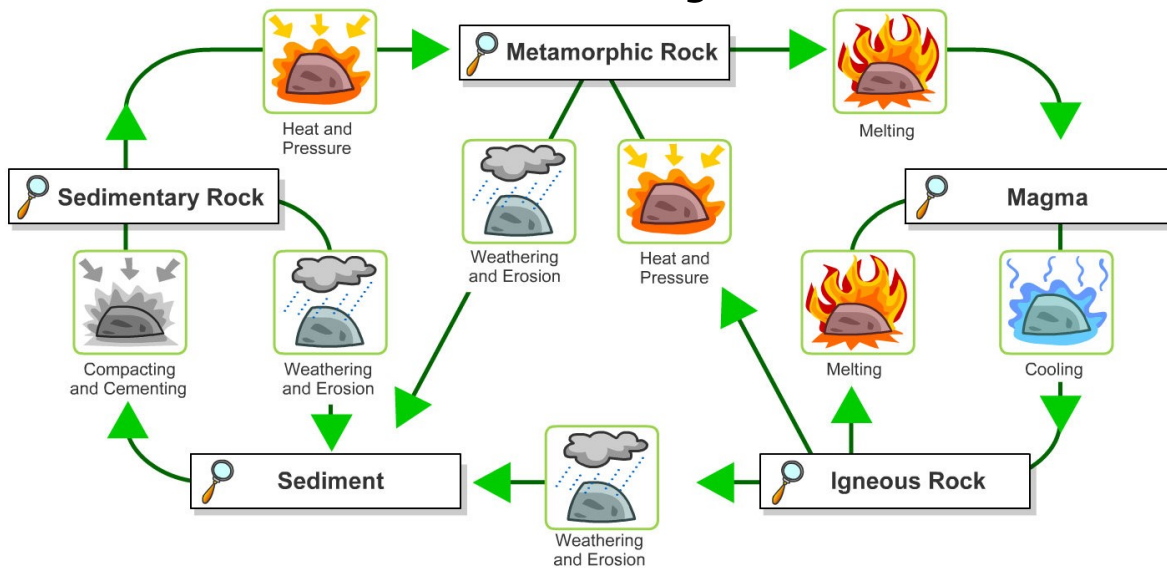 Metamorphic Rock
Heat and
Pressure
Melting
Sedimentary Rock
Magma
Weathering
and Erosion
Heat and
Pressure
Compacting
and Cementing
Weathering
and Erosion
Melting
Cooling
Sediment
Igneous Rock
Weathering
and Erosion